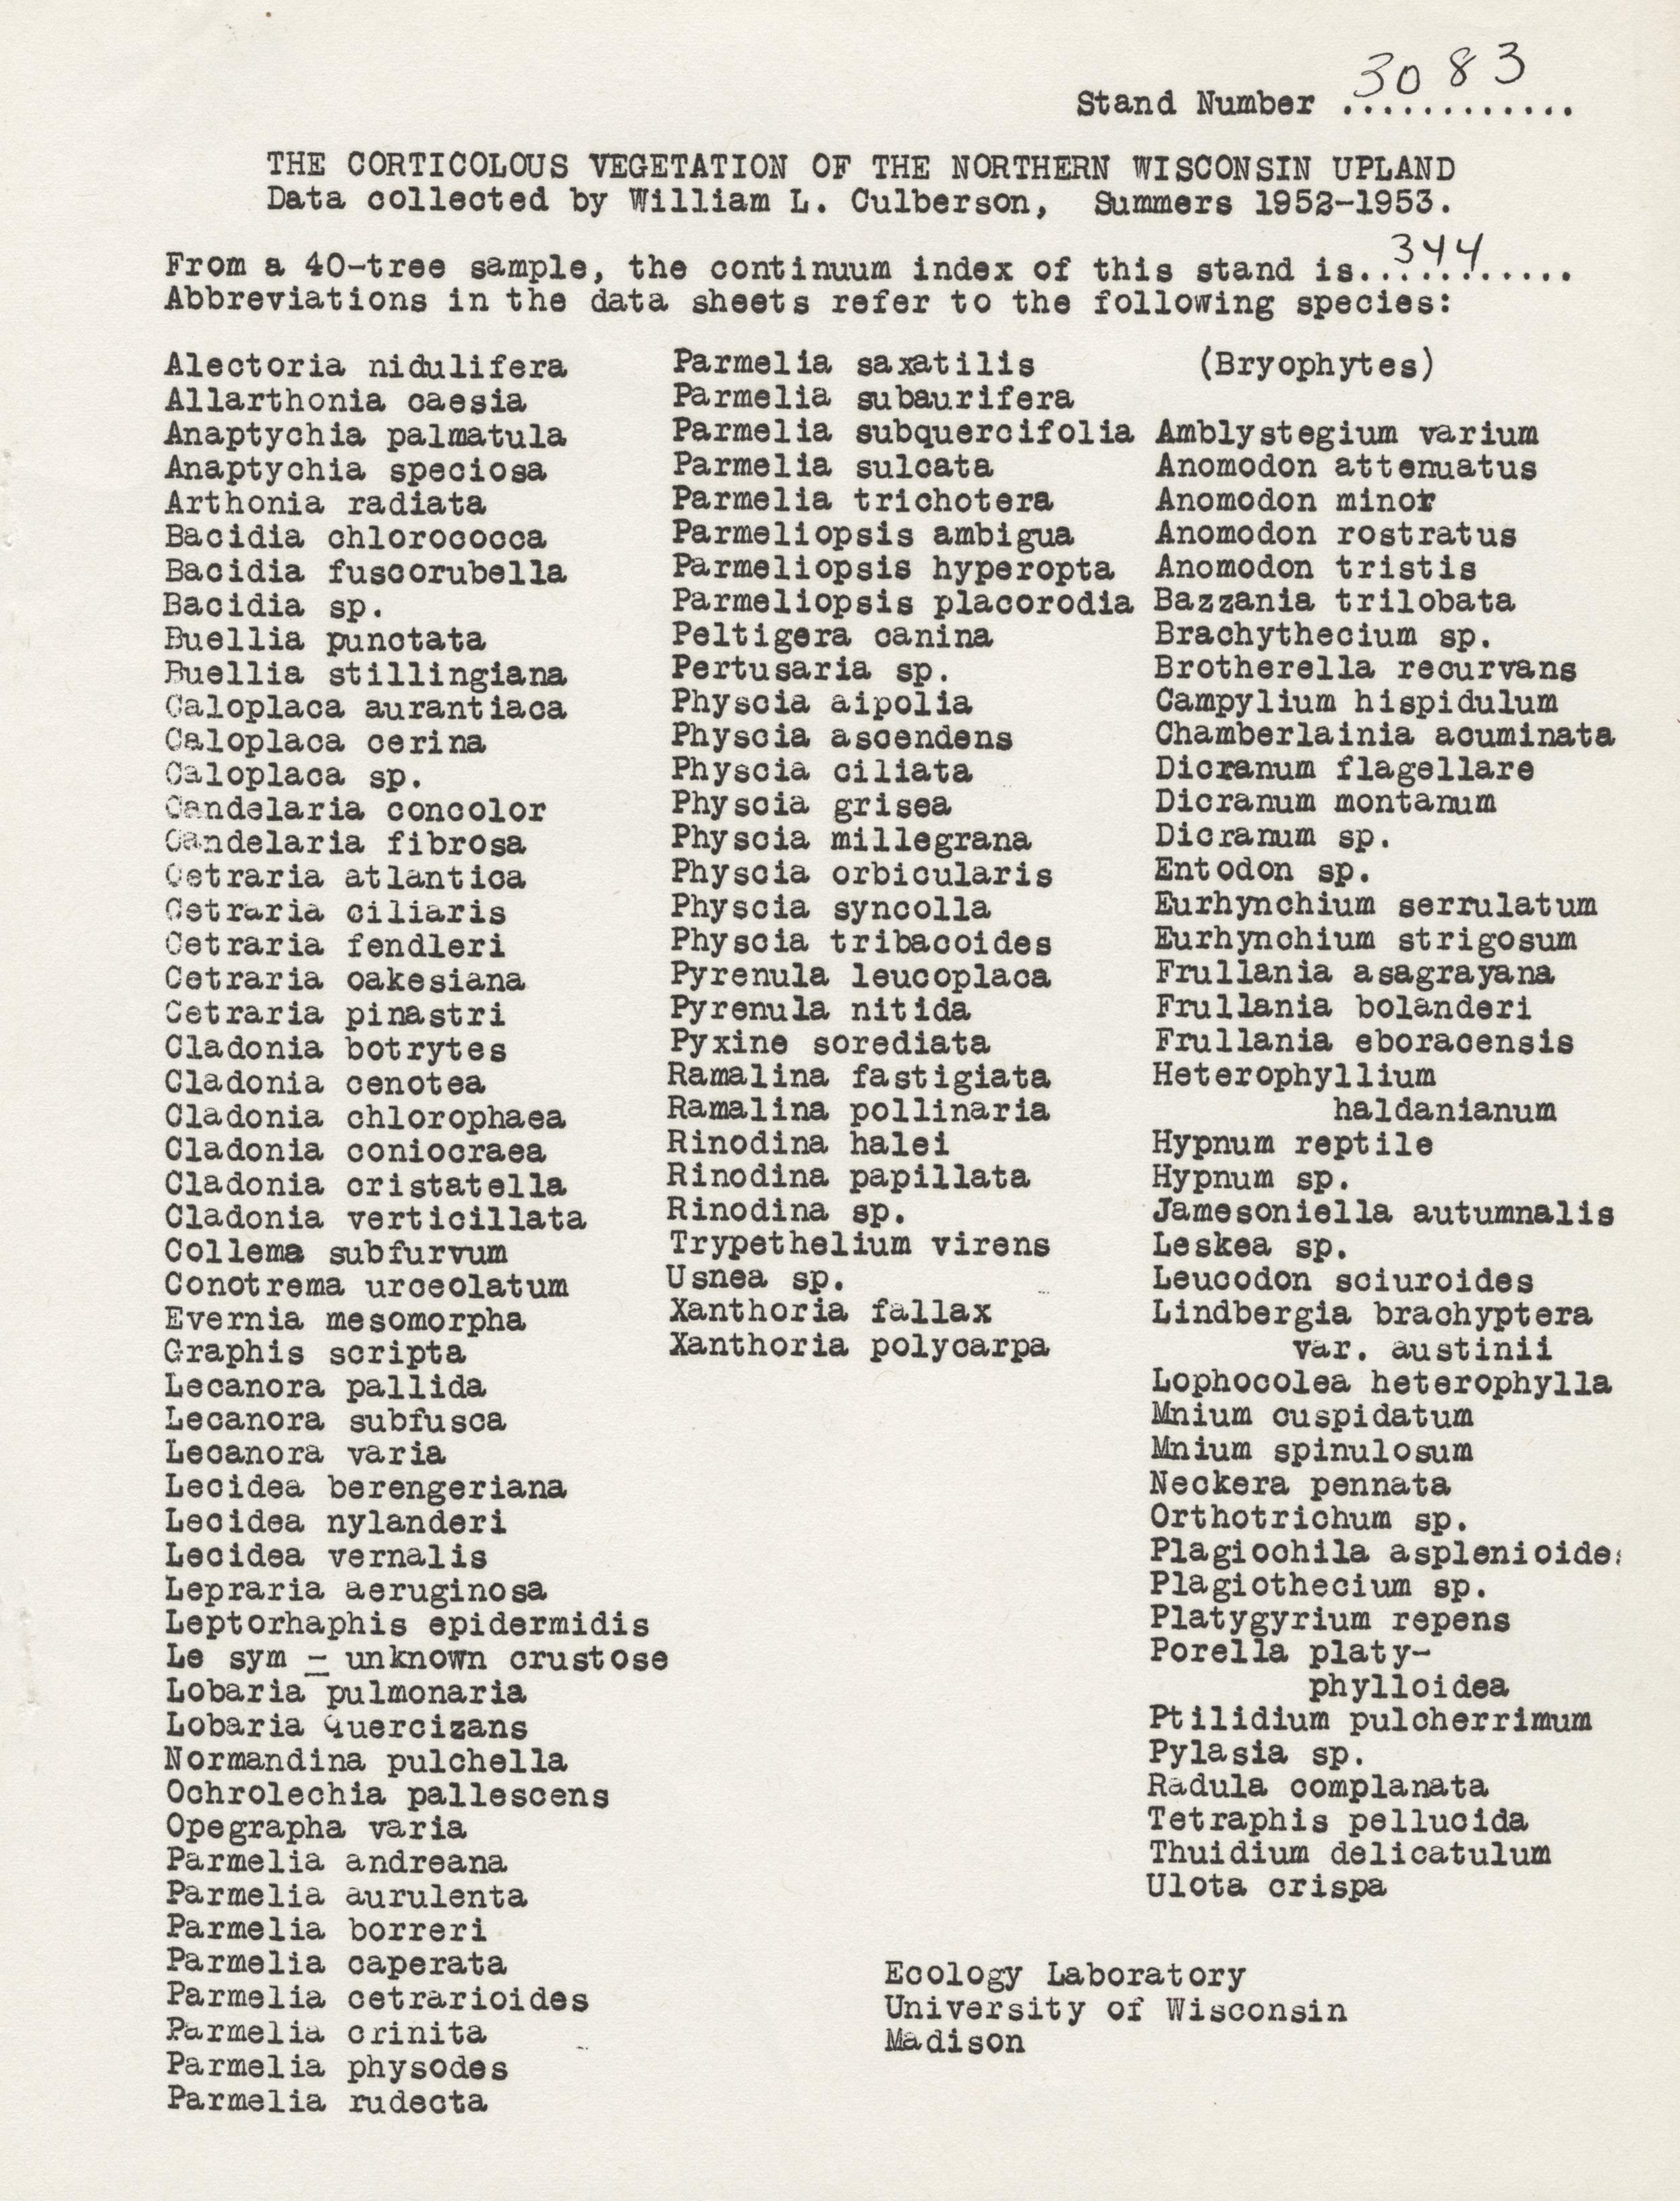 3083
Stand Number ............
THE CORTICOLOUS VEGETATION OF THE NORTHERN WISCONSIN UPLAND
Data collected by William L. Culberson, Summers 1952-1953.
344
From a 40-tree sample, the continuum index of this stand is...........
Abbreviations in the data sheets refer to the following species:
Alectoria nidulifera
Allarthonia caesia
Anaptychia palmatula
Anaptychia speciosa
Arthonia radiata
Bacidia chlorococca
Bacidia fuscorubella
Bacidia sp.
Buellia punctata
Buellia stillingiana
Caloplaca aurantiaca
Caloplaca cerina
Caloplaca sp.
Candelaria concolor
Candelaria fibrosa
Cetraria atlantica
Cetraria ciliaris
Cetraria fendleri
Cetraria oakesiana
Cetraria pinastri
Cladonia botrytes
Cladonia cenotea
Cladonia chlorophaea
Cladonia coniocraea
Cladonia cristatella
Cladonia verticillata
Collema subfurvum
Conotrema urceolatum
Evernia mesomorpha
Graphis scripta
Lecanora pallida
Lecanora subfusca
Lecanora varia
Lecidea berengeriana
Lecidea nylanderi
Lecidea vernalis
Lepraria aeruginosa
Leptorhaphis epidermidis
Le sym - unknown crustose
Lobaria pulmonaria
Lobaria quercizans
Normandina pulchella
Ochrolechia pallescens
Opegrapha varia
Parmelia andreana
Parmelia aurulenta
Parmelia borreri
Parmelia caperata
Parmelia cetrarioides
Parmelia crinita
Parmelia physodes
Parmelia rudecta
Parmelia saxatilis
Parmelia subaurifera
Parmelia subquercifolia
Parmelia sulcata
Parmelia trichotera
Parmeliopsis ambigua
Parmeliopsis hyperopta
Parmeliopsis placorodia
Peltigera canina
Pertusaria sp.
Physcia aipolia
Physcia ascendens
Physcia ciliata
Physcia grisea
Physcia millegrana
Physcia orbicularis
Physcia syncolla
Physcia tribacoides
Pyrenula leucoplaca
Pyrenula nitida
Pyxine sorediata
Ramalina fastigiata
Ramalina pollinaria
Rinodina halei
Rinodina papillata
Rinodina sp.
Trypethelium virens
Usnea sp.
Xanthoria fallax
Xanthoria polycarpa
(Bryophytes)
Amblystegium varium
Anomodon attenuatus
Anomodon minor
Anomodon rostratus
Anomodon tristis
Bazzania trilobata
Brachythecium sp.
Brotherella recurvans
Campylium hispidulum
Chamberlainia acuminata
Dicranum flagellare
Dicranum montanum
Dicranum sp.
Entodon sp.
Eurhynchium serrulatum
Eurhynchium strigosum
Frullania asagrayana
Frullania bolanderi
Frullania eboracensis
Heterophyllium
haldanianum
Hypnum reptile
Hypnum sp.
Jamesoniella autumnalis
Leskea sp.
Leucodon sciuroides
Lindbergia brachyptera
var. austinii
Lophocolea heterophylla
Mnium cuspidatum
Mnium spinulosum
Neckera pennata
Orthotrichum sp.
Plagiochila asplenioides
Plagiothecium sp.
Platygyrium repens
Porella platy-
phylloidea
Ptilidium pulcherrimum
Pylasia sp.
Radula complanata
Tetraphis pellucida
Thuidium delicatulum
Ulota crispa
Ecology Laboratory
University of Wisconsin
Madison